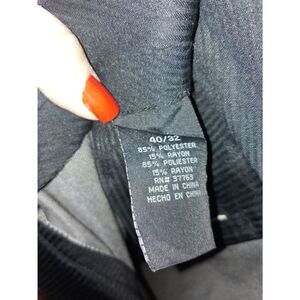 40/32
85% POLYESTER
15% RAYON
85% POLIESTER
15% RAYON
RN# 37763
MADE IN CHINA
HECHO EN CHINA